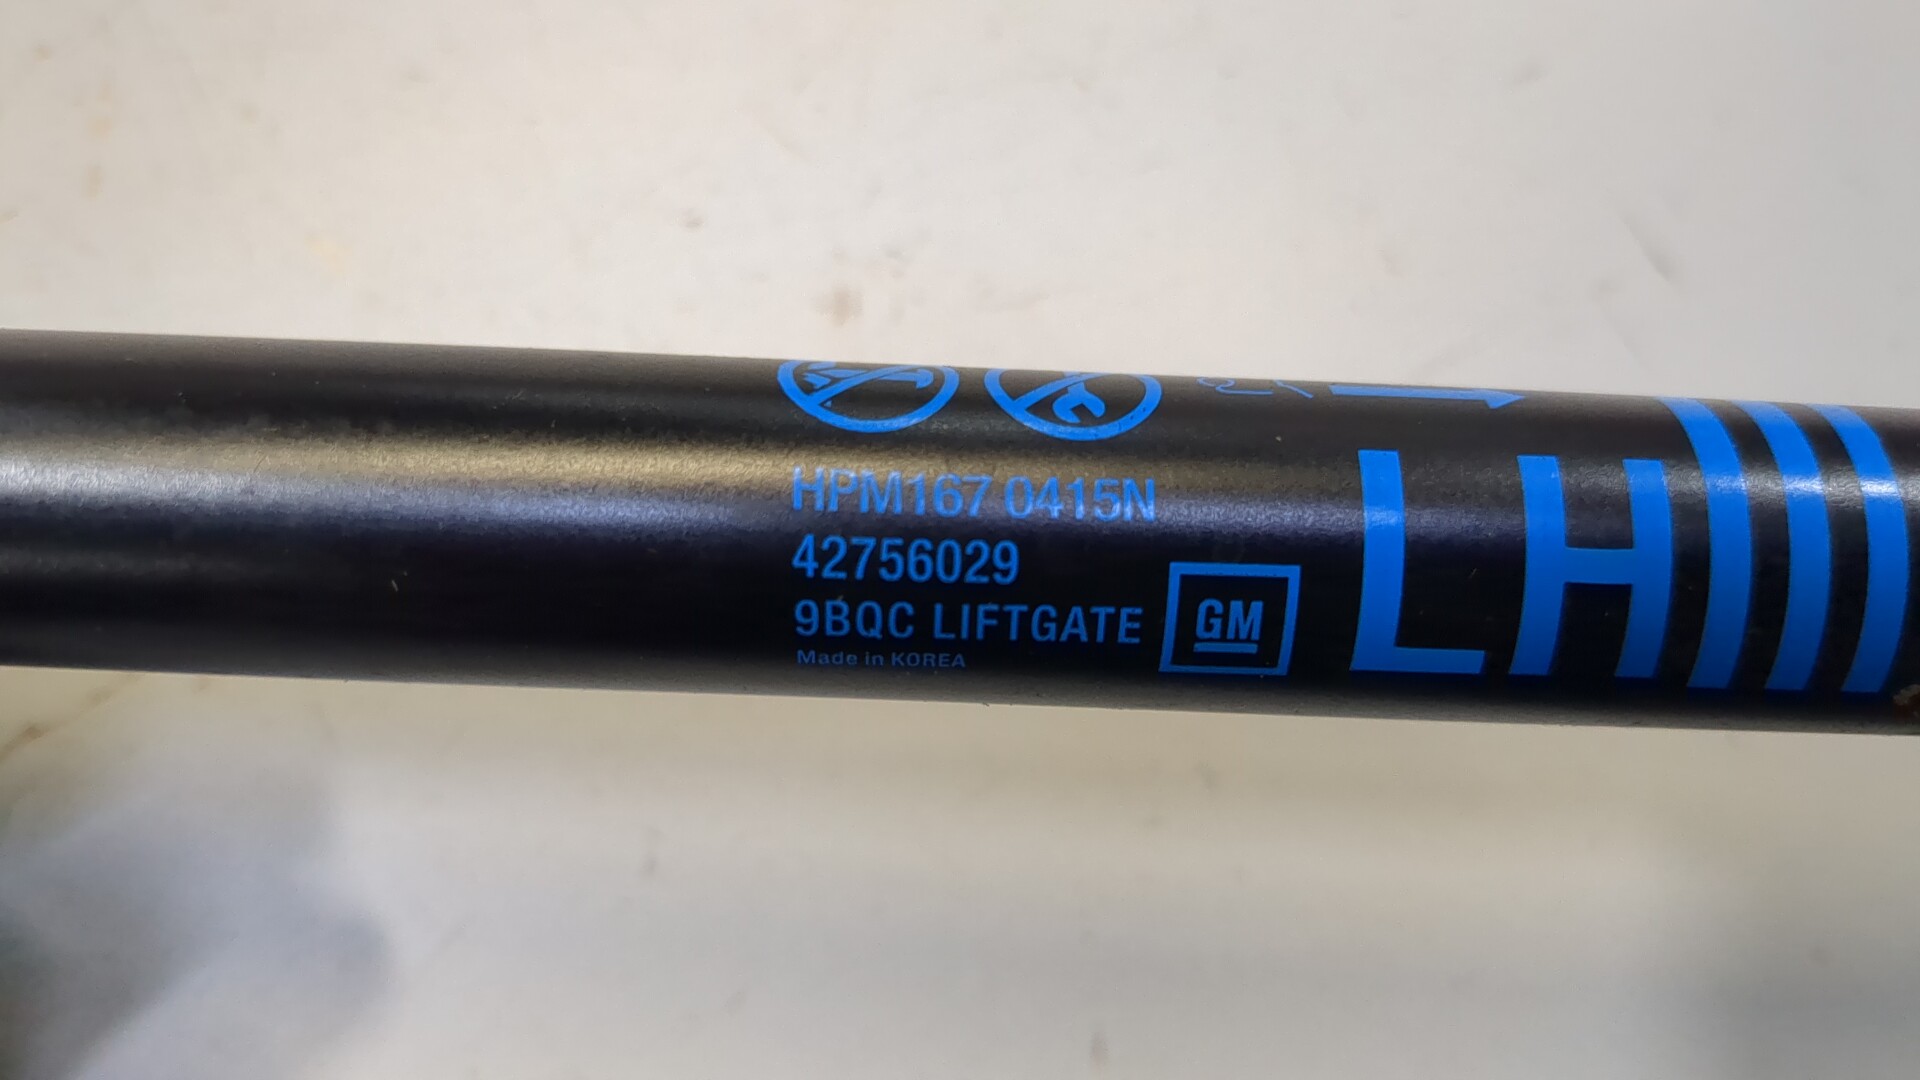 HPM167 0415N
42756029
9BQC LIFTGATE
Made in KOREA
GM
LH